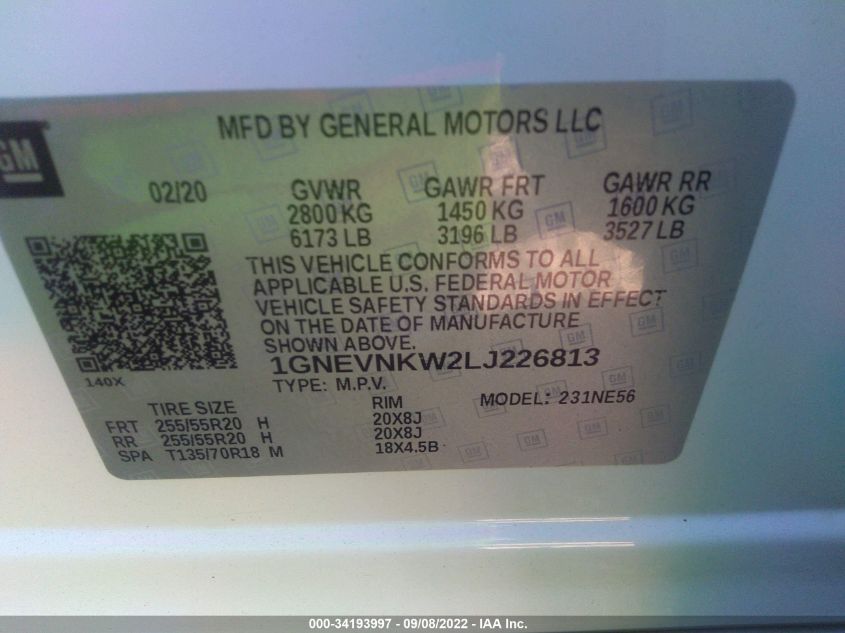 GM
MFD BY GENERAL MOTORS LLC
02/20 GVWR GAWR FRT GAWR RR
2800 KG 1450 KG 1600 KG
6173 LB 3196 LB 3527 LB
THIS VEHICLE CONFORMS TO ALL
APPLICABLE U.S. FEDERAL MOTOR
VEHICLE SAFETY STANDARDS IN EFFECT
ON THE DATE OF MANUFACTURE
SHOWN ABOVE.
1GNEVNKW2LJ226813
140X TYPE: M.P.V. MODEL: 231NE56
TIRE SIZE RIM
FRT 255/55R20 H 20X8J
RR 255/55R20 H 20X8J
SPA T135/70R18 M 18X4.5B
000-34193997 - 09/08/2022 - IAA Inc.